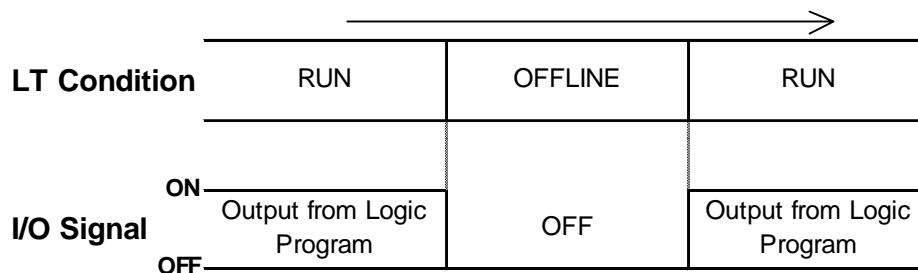 LT Condition RUN OFFLINE RUN
ON
I/O Signal Output from Logic Program OFF Output from Logic Program
OFF